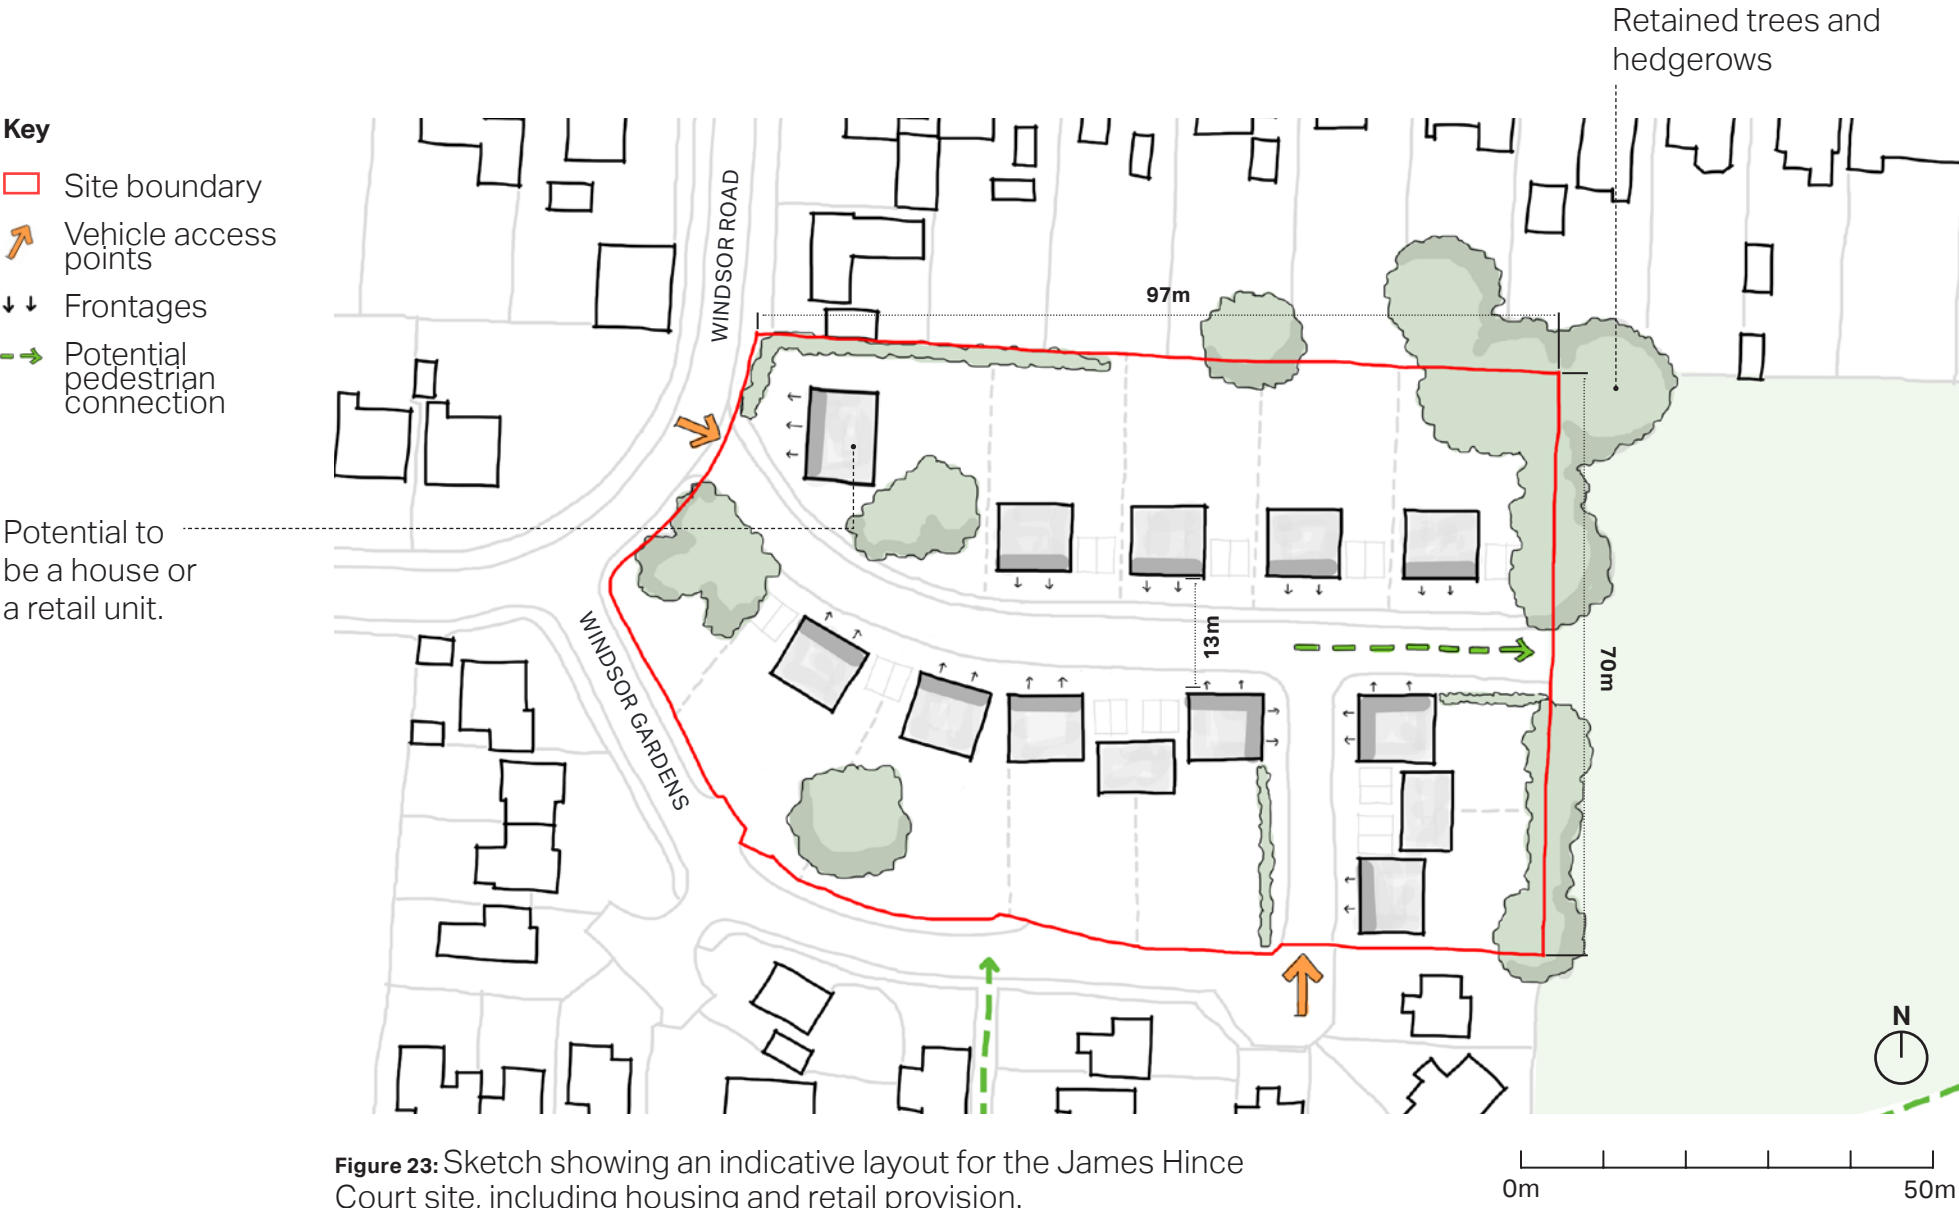 Retained trees and
hedgerows
Key
Site boundary
Vehicle access
points
Frontages
Potential
pedestrian
connection
WINDSOR ROAD
97m
Potential to
be a house or
a retail unit.
WINDSOR GARDENS
13m
70m
N
Figure 23: Sketch showing an indicative layout for the James Hince
Court site, including housing and retail provision.
0m
50m